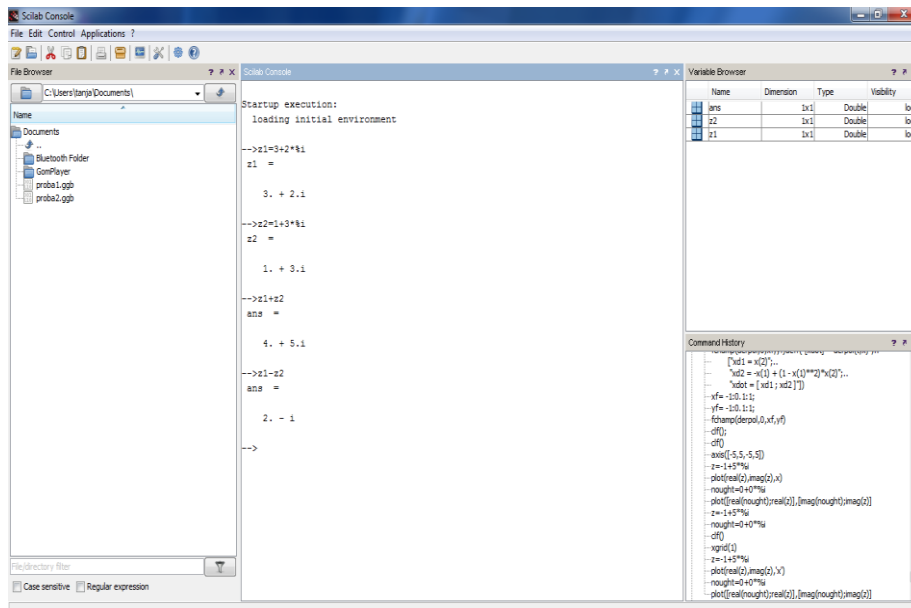 Scilab Console
File Edit Control Applications ?
File Browser ? X
C:\Users\tanja\Documents\
Name
Documents
..
Bluetooth Folder
GomPlayer
proba1.ggb
proba2.ggb
File/directory filter
Case sensitive Regular expression
Scilab Console ? X
Startup execution:
loading initial environment
-->z1=3+2*%i
z1 =
3. + 2.i
-->z2=1+3*%i
z2 =
1. + 3.i
-->z1+z2
ans =
4. + 5.i
-->z1-z2
ans =
2. - i
-->
Variable Browser ?
Name Dimension Type Visibility
ans 1x1 Double lo
z2 1x1 Double lo
z1 1x1 Double lo
Command History ?
["xd1 = x(2)";..
"xd2 = -x(1) + (1 - x(1)**2)*x(2)";..
"xdot = [ xd1 ; xd2 ]"])
xf= -1:0.1:1;
yf= -1:0.1:1;
fchamp(derpol,0,xf,yf)
clf();
clf()
axis([-5,5,-5,5])
z=-1+5*%i
plot(real(z),imag(z),x)
nought=0+0*%i
plot([real(nought);real(z)],[imag(nought);imag(z)]
z=-1+5*%i
nought=0+0*%i
clf()
xgrid(1)
z=-1+5*%i
plot(real(z),imag(z),'x')
nought=0+0*%i
plot([real(nought);real(z)],[imag(nought);imag(z)]